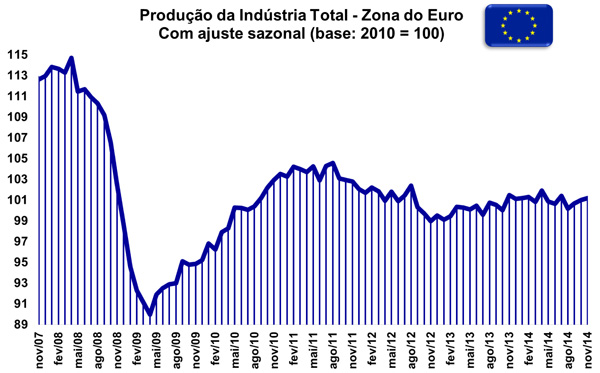 Produção da Indústria Total - Zona do Euro
Com ajuste sazonal (base: 2010 = 100)
115
113
111
109
107
105
103
101
99
97
95
93
91
89
nov/07
fev/08
mai/08
ago/08
nov/08
fev/09
mai/09
ago/09
nov/09
fev/10
mai/10
ago/10
nov/10
fev/11
mai/11
ago/11
nov/11
fev/12
mai/12
ago/12
nov/12
fev/13
mai/13
ago/13
nov/13
fev/14
mai/14
ago/14
nov/14